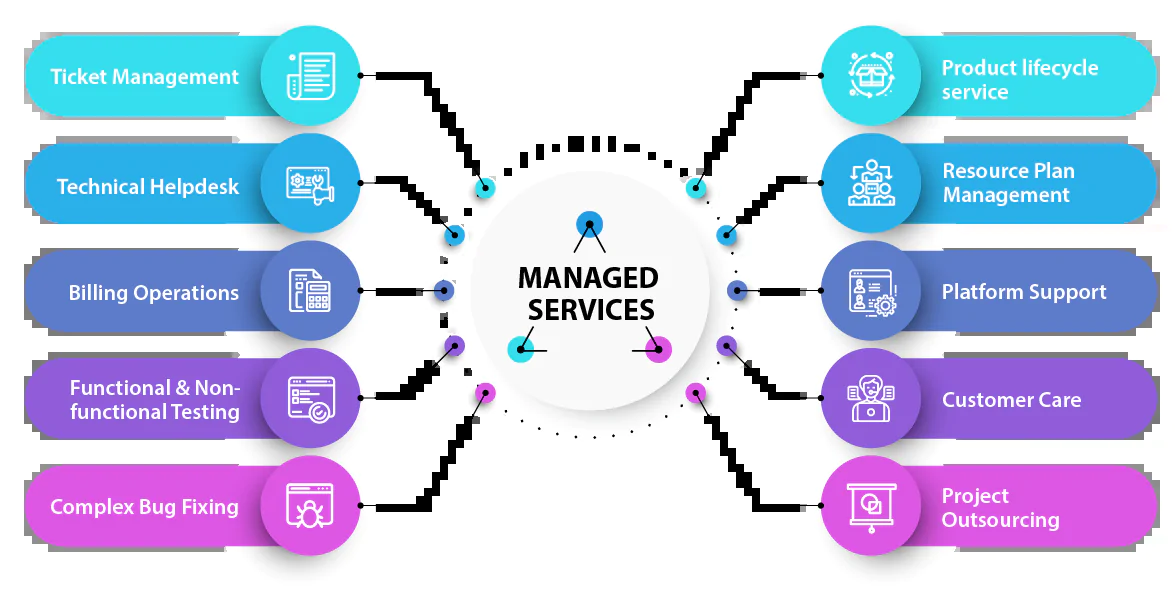 Ticket Management
Technical Helpdesk
Billing Operations
Functional & Non-
functional Testing
Complex Bug Fixing
MANAGED
SERVICES
Product lifecycle
service
Resource Plan
Management
Platform Support
Customer Care
Project
Outsourcing